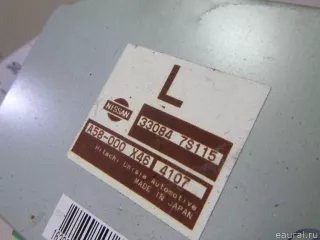 L
NISSAN
33084 7S115
A58-000 X46 4107
Hitachi Unisia Automotive
MADE IN JAPAN
eaural.ru